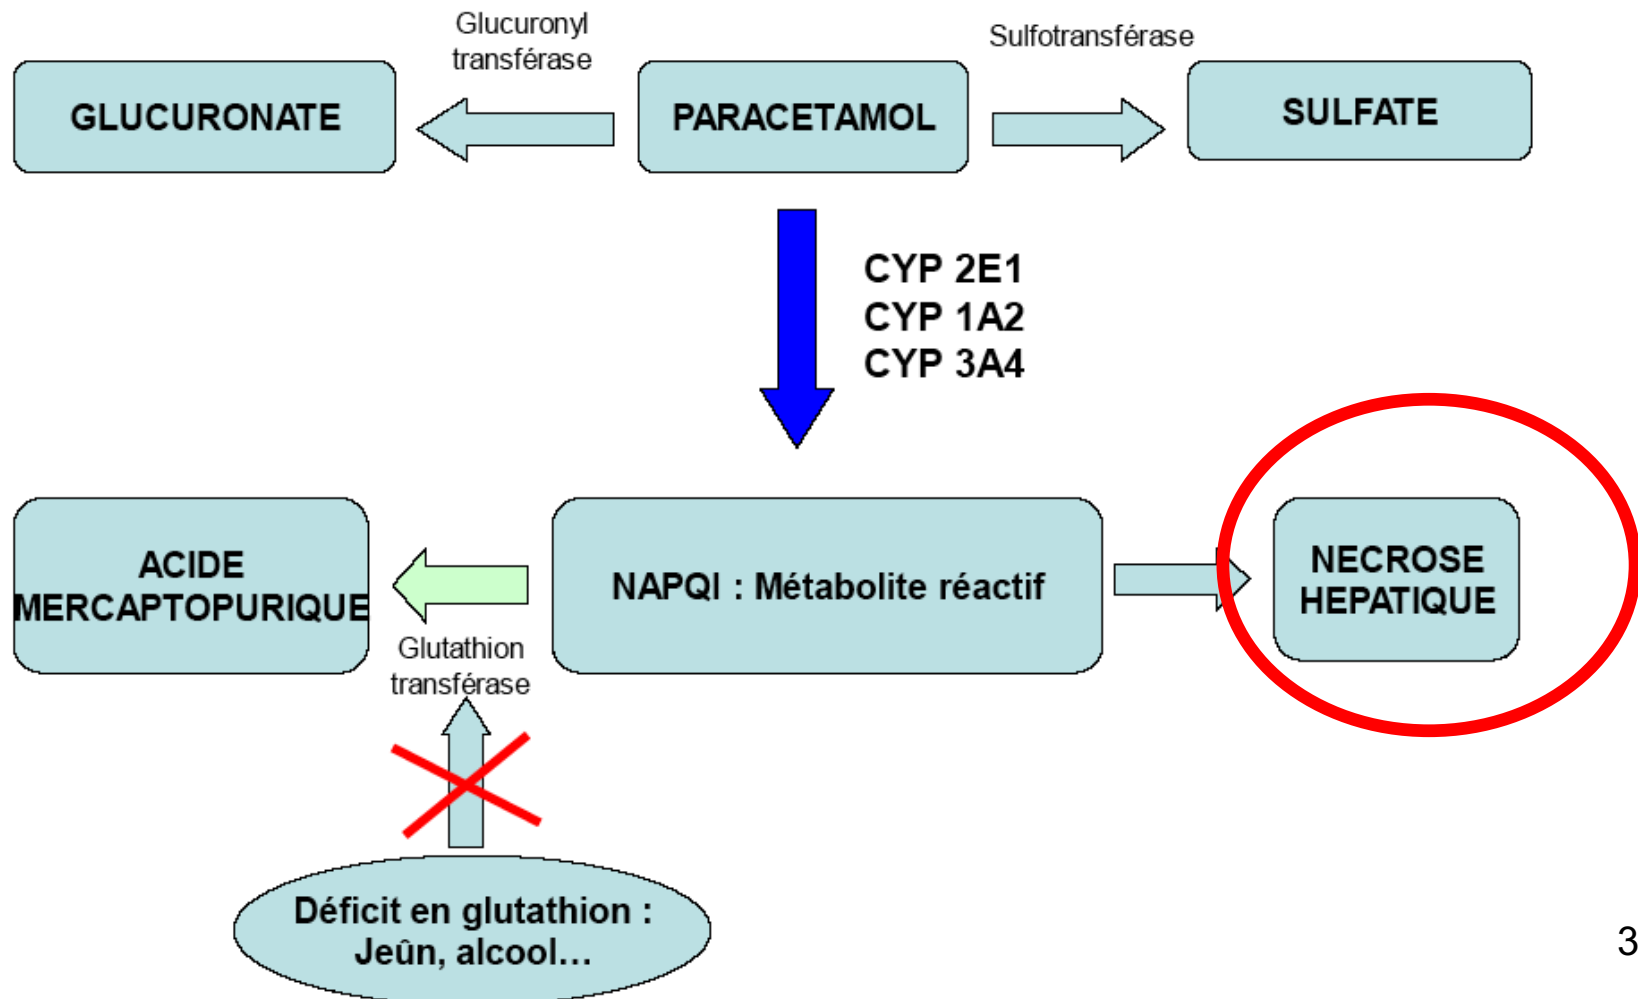 Glucuronyl
transférase
Sulfotransférase
GLUCURONATE
PARACETAMOL
SULFATE
CYP 2E1
CYP 1A2
CYP 3A4
ACIDE
MERCAPTOPURIQUE
NAPQI : Métabolite réactif
NECROSE
HEPATIQUE
Glutathion
transférase
Déficit en glutathion :
Jeûn, alcool...
3